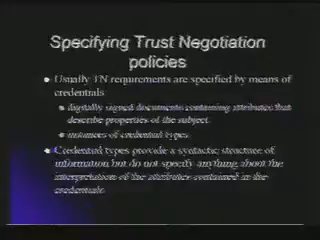 Specifying Trust Negotiation
policies
Usually TN requirements are specified by means of
credentials
digitally signed documents containing attributes that
describe properties of the subject
instances of credential types
Credential types provide a syntactic structure of
information but do not specify anything about the
interpretation of the attributes contained in the
credentials